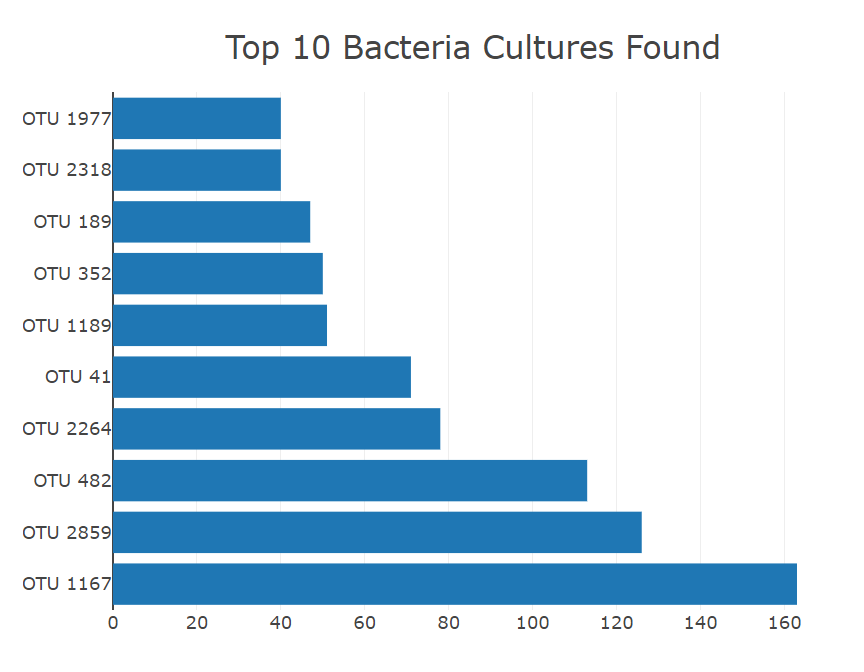 Top 10 Bacteria Cultures Found
OTU 1977
OTU 2318
OTU 189
OTU 352
OTU 1189
OTU 41
OTU 2264
OTU 482
OTU 2859
OTU 1167
0 20 40 60 80 100 120 140 160